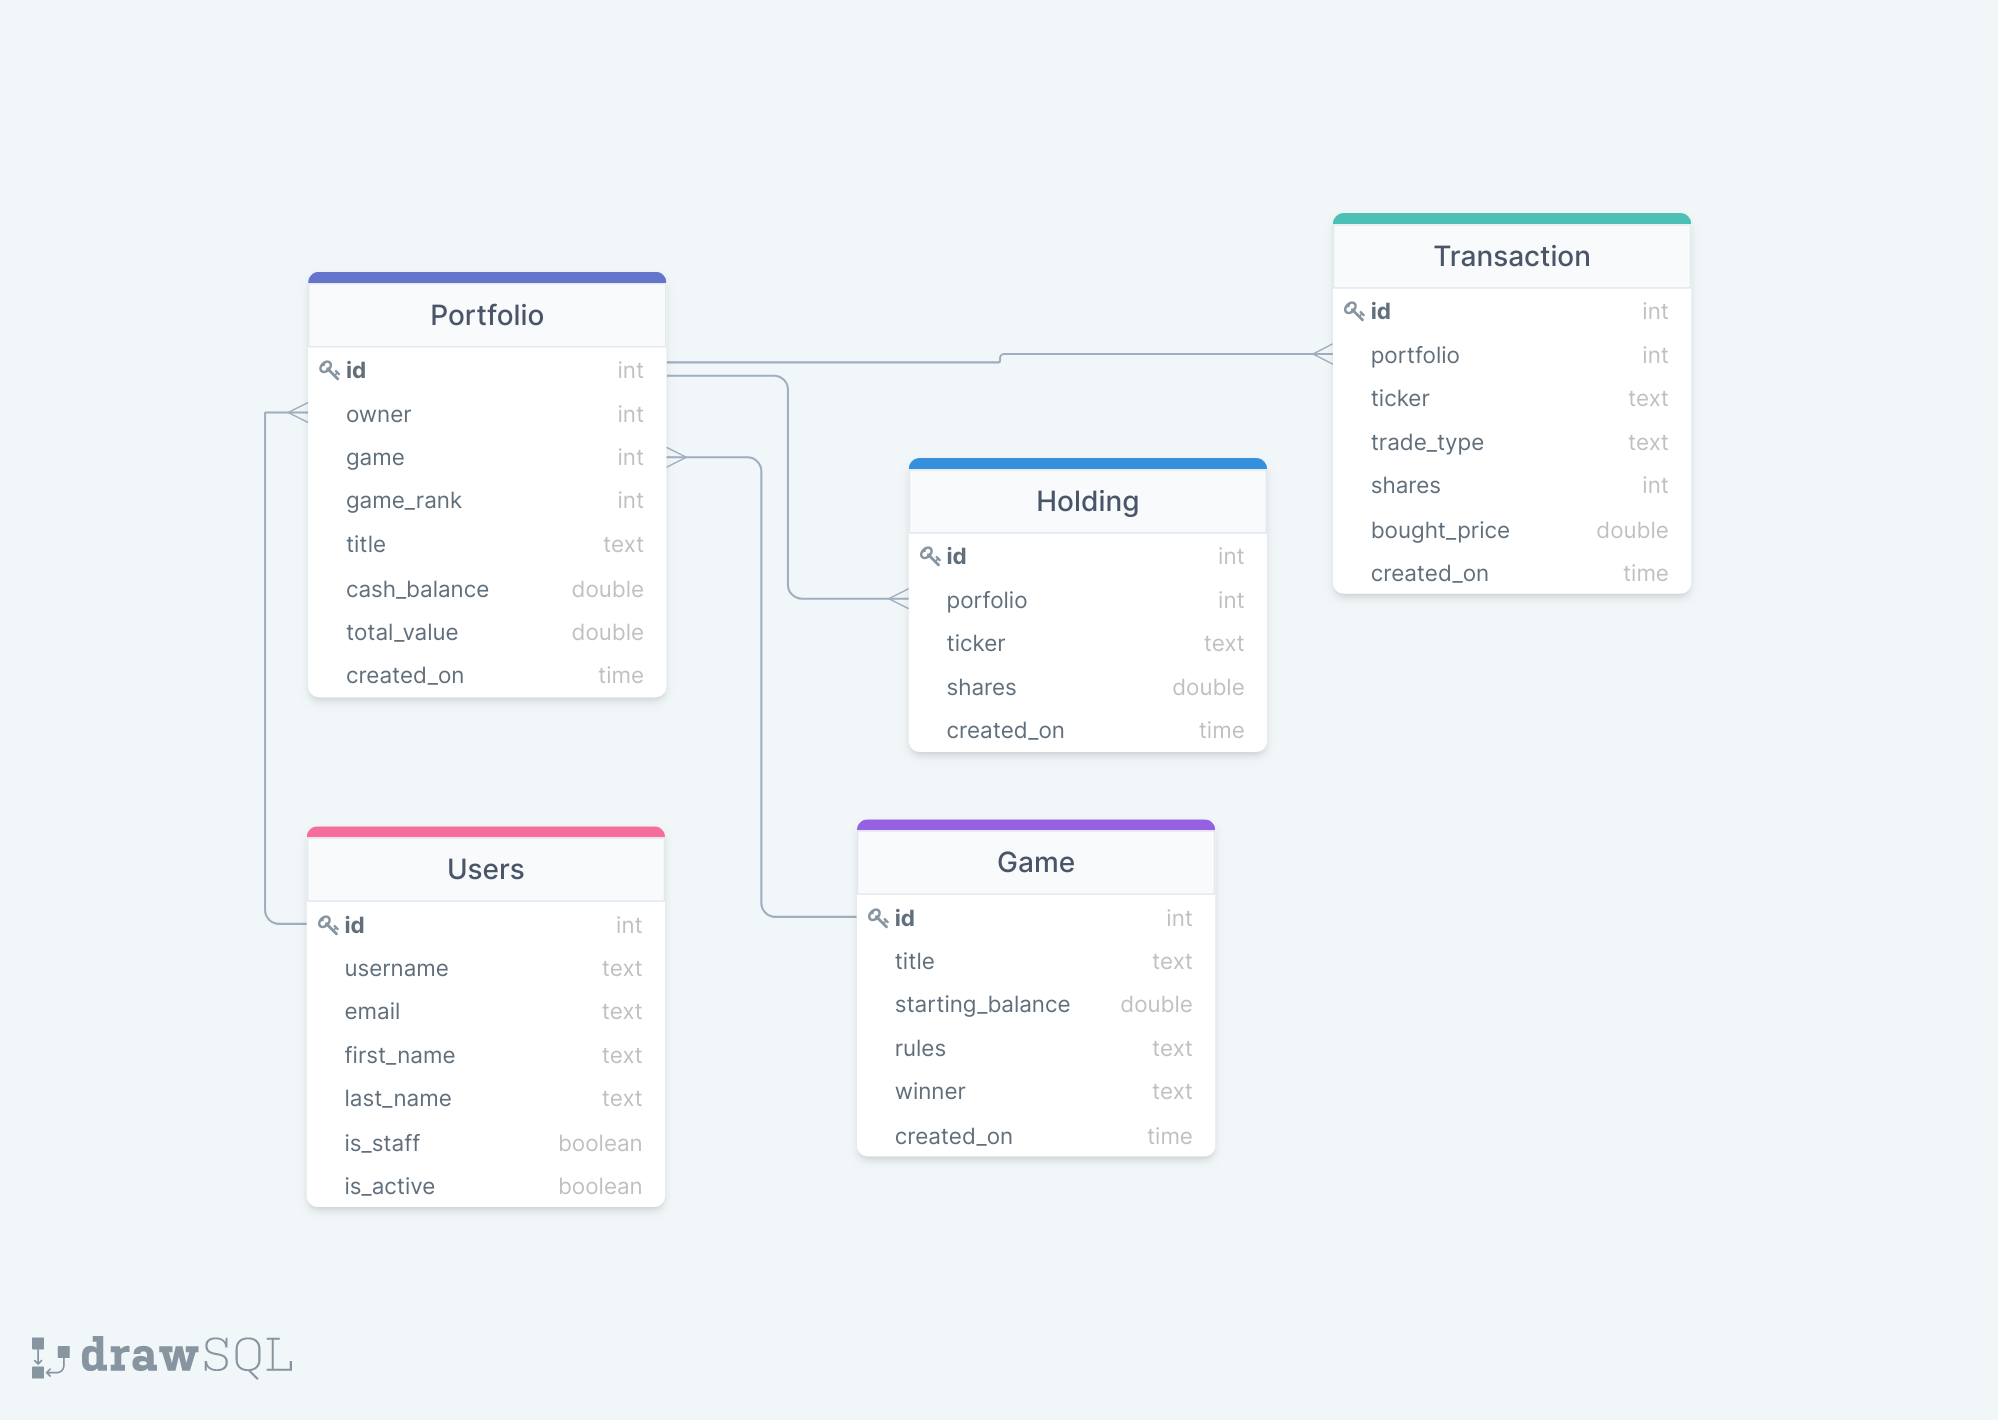 Portfolio
id int
owner int
game int
game_rank int
title text
cash_balance double
total_value double
created_on time
Transaction
id int
portfolio int
ticker text
trade_type text
shares int
bought_price double
created_on time
Holding
id int
porfolio int
ticker text
shares double
created_on time
Users
id int
username text
email text
first_name text
last_name text
is_staff boolean
is_active boolean
Game
id int
title text
starting_balance double
rules text
winner text
created_on time
drawSQL